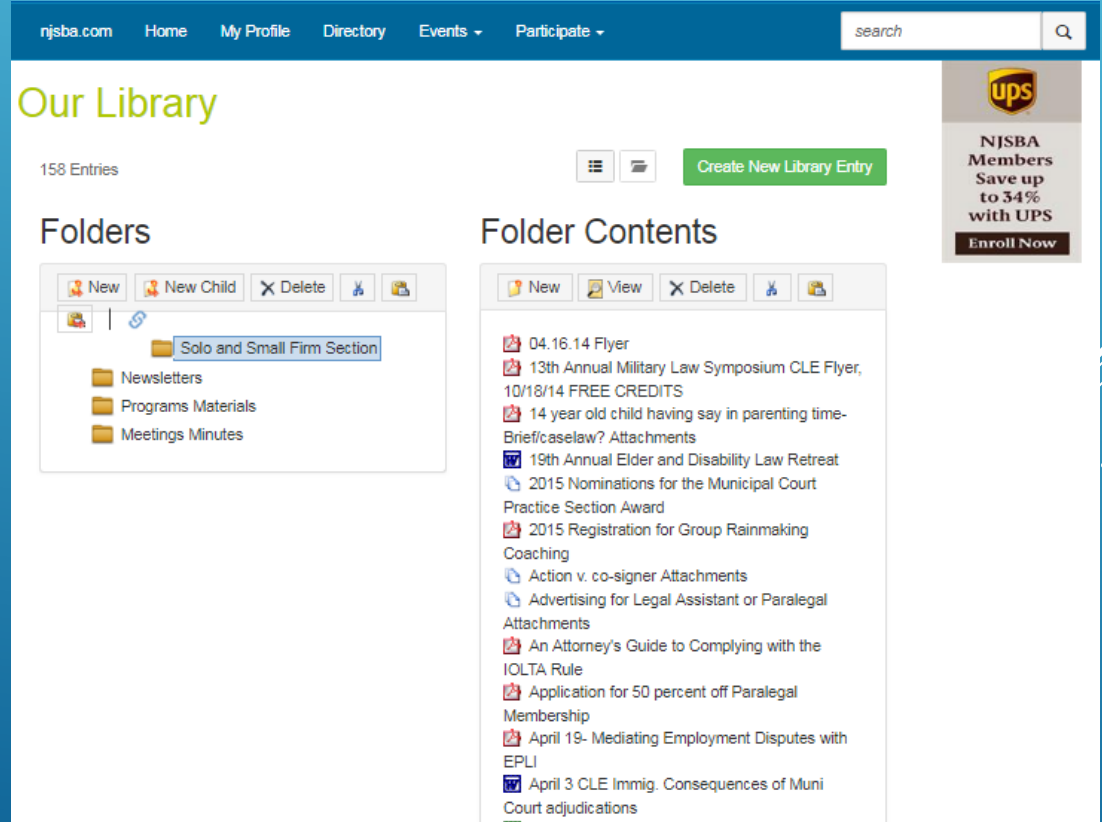 njsba.com Home My Profile Directory Events Participate search
ups
NJSBA
Members
Save up
to 34%
with UPS
Enroll Now
Our Library
158 Entries
Create New Library Entry
Folders
New New Child Delete
Solo and Small Firm Section
Newsletters
Programs Materials
Meetings Minutes
Folder Contents
New View Delete
04.16.14 Flyer
13th Annual Military Law Symposium CLE Flyer,
10/18/14 FREE CREDITS
14 year old child having say in parenting time-
Brief/caselaw? Attachments
19th Annual Elder and Disability Law Retreat
2015 Nominations for the Municipal Court
Practice Section Award
2015 Registration for Group Rainmaking
Coaching
Action v. co-signer Attachments
Advertising for Legal Assistant or Paralegal
Attachments
An Attorney's Guide to Complying with the
IOLTA Rule
Application for 50 percent off Paralegal
Membership
April 19- Mediating Employment Disputes with
EPLI
April 3 CLE Immig. Consequences of Muni
Court adjudications